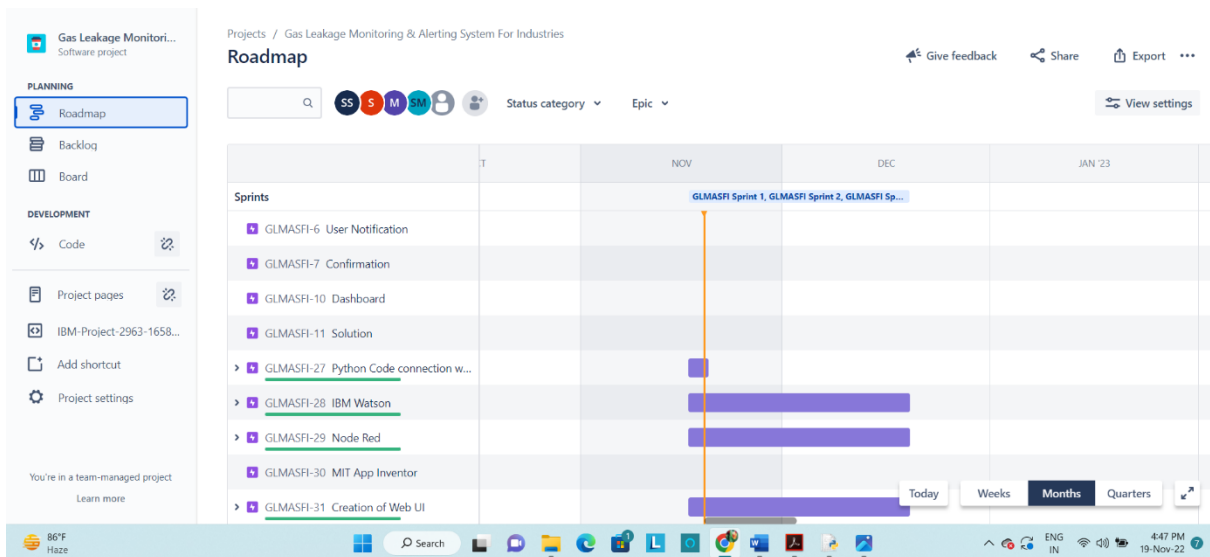 Gas Leakage Monitori...
Software project
PLANNING
Roadmap
Backlog
Board
DEVELOPMENT
Code
Project pages
IBM-Project-2963-1658...
Add shortcut
Project settings
You're in a team-managed project
Learn more
Projects / Gas Leakage Monitoring & Alerting System For Industries
Roadmap
Give feedback
Share
Export
SS S M SM
Status category
Epic
View settings
T NOV DEC JAN '23
Sprints
GLMASFI Sprint 1, GLMASFI Sprint 2, GLMASFI Sp...
GLMASFI-6 User Notification
GLMASFI-7 Confirmation
GLMASFI-10 Dashboard
GLMASFI-11 Solution
GLMASFI-27 Python Code connection w...
GLMASFI-28 IBM Watson
GLMASFI-29 Node Red
GLMASFI-30 MIT App Inventor
GLMASFI-31 Creation of Web UI
Today Weeks Months Quarters
86°F
Haze
Search
L
ENG
IN
4:47 PM
19-Nov-22
7